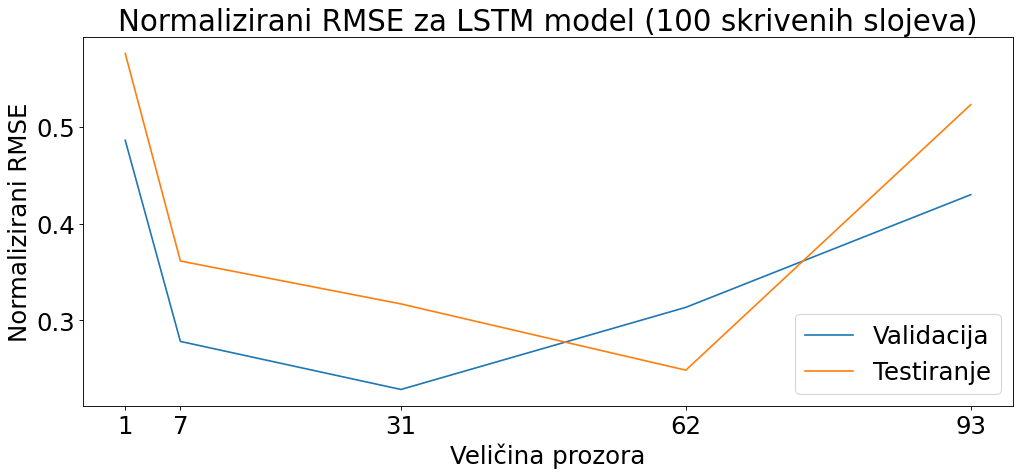 Normalizirani RMSE za LSTM model (100 skrivenih slojeva)
Normalizirani RMSE
0.5
0.4
0.3
Validacija
Testiranje
1 7 31 62 93
Veličina prozora